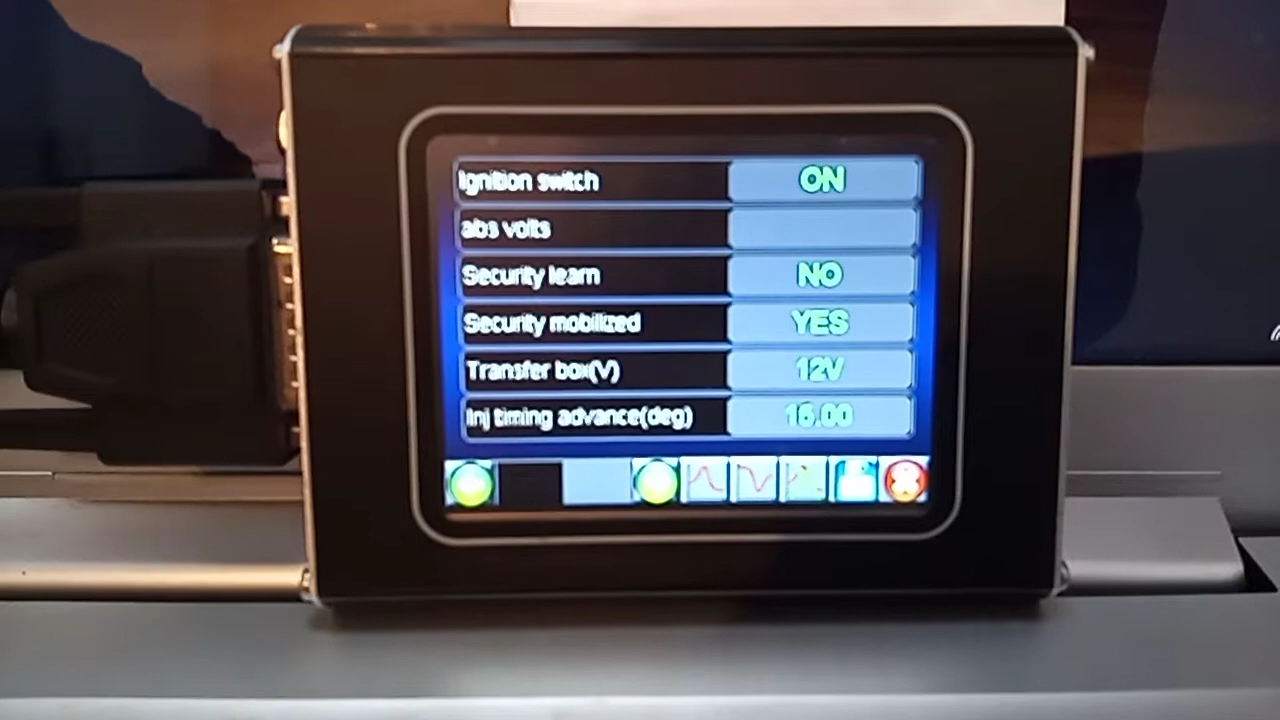 Ignition switch ON
abs volts
Security learn NO
Security mobilized YES
Transfer box(V) 12V
Inj timing advance(deg) 15.00